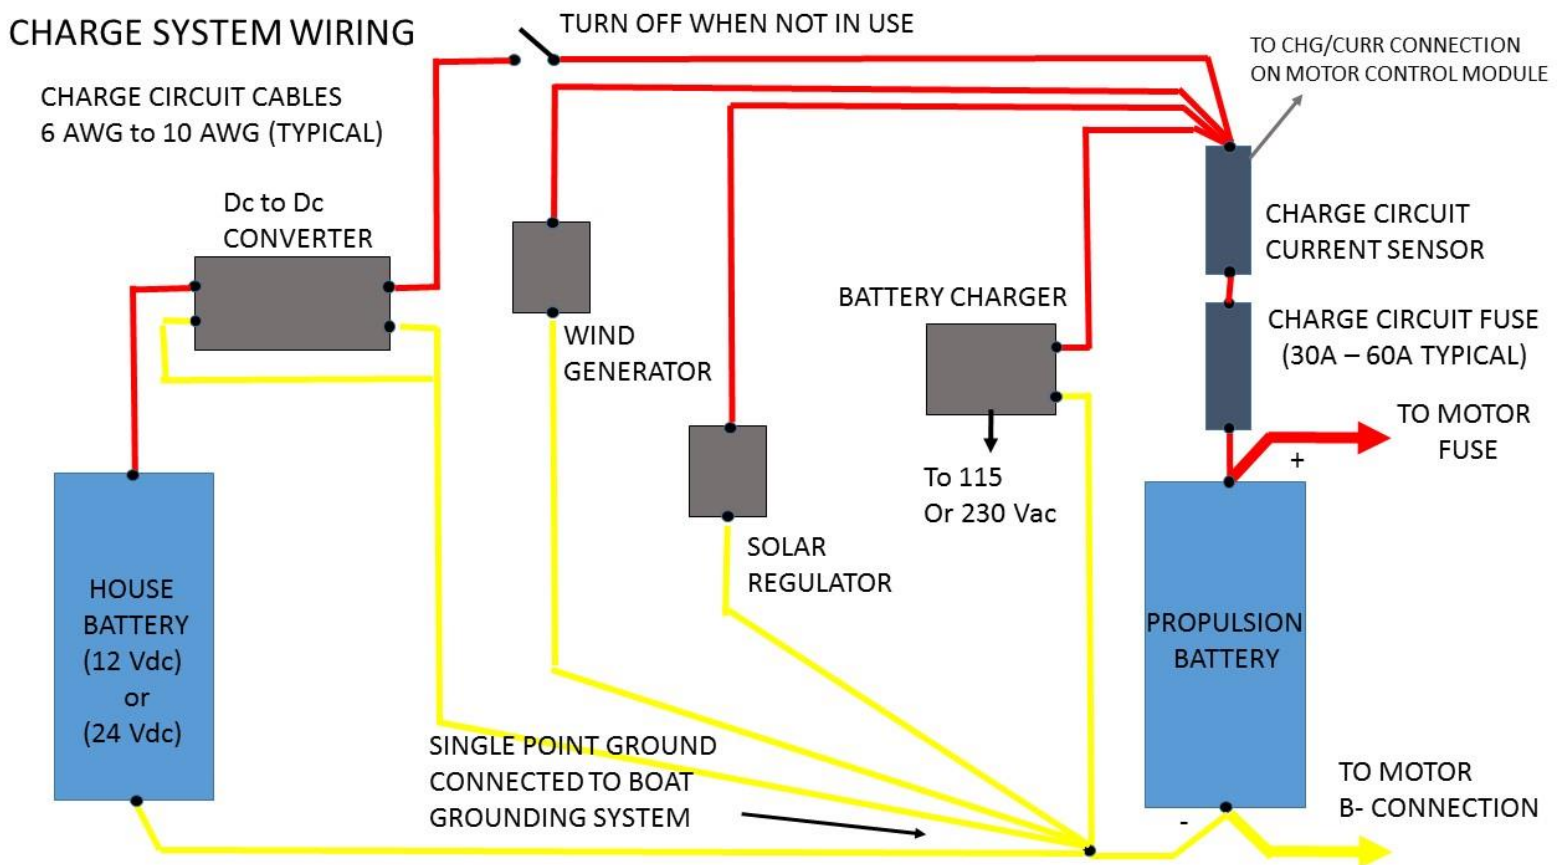 CHARGE SYSTEM WIRING
TURN OFF WHEN NOT IN USE
TO CHG/CURR CONNECTION
ON MOTOR CONTROL MODULE
CHARGE CIRCUIT CABLES
6 AWG to 10 AWG (TYPICAL)
Dc to Dc
CONVERTER
CHARGE CIRCUIT
CURRENT SENSOR
BATTERY CHARGER
WIND
GENERATOR
CHARGE CIRCUIT FUSE
(30A – 60A TYPICAL)
TO MOTOR
FUSE
+
To 115
Or 230 Vac
SOLAR
REGULATOR
HOUSE
BATTERY
(12 Vdc)
or
(24 Vdc)
PROPULSION
BATTERY
SINGLE POINT GROUND
CONNECTED TO BOAT
GROUNDING SYSTEM
TO MOTOR
B- CONNECTION
-